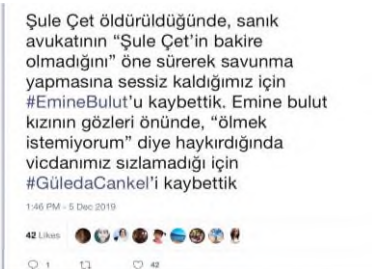 Şule Çet öldürüldüğünde, sanık
avukatının “Şule Çet’in bakire
olmadığını” öne sürerek savunma
yapmasına sessiz kaldığımız için
#EmineBulut’u kaybettik. Emine bulut
kızının gözleri önünde, “ölmek
istemiyorum” diye haykırdığında
vicdanımız sızlamadığı için
#GüledaCankel’i kaybettik
1:46 PM - 5 Dec 2019
42 Likes
1 42